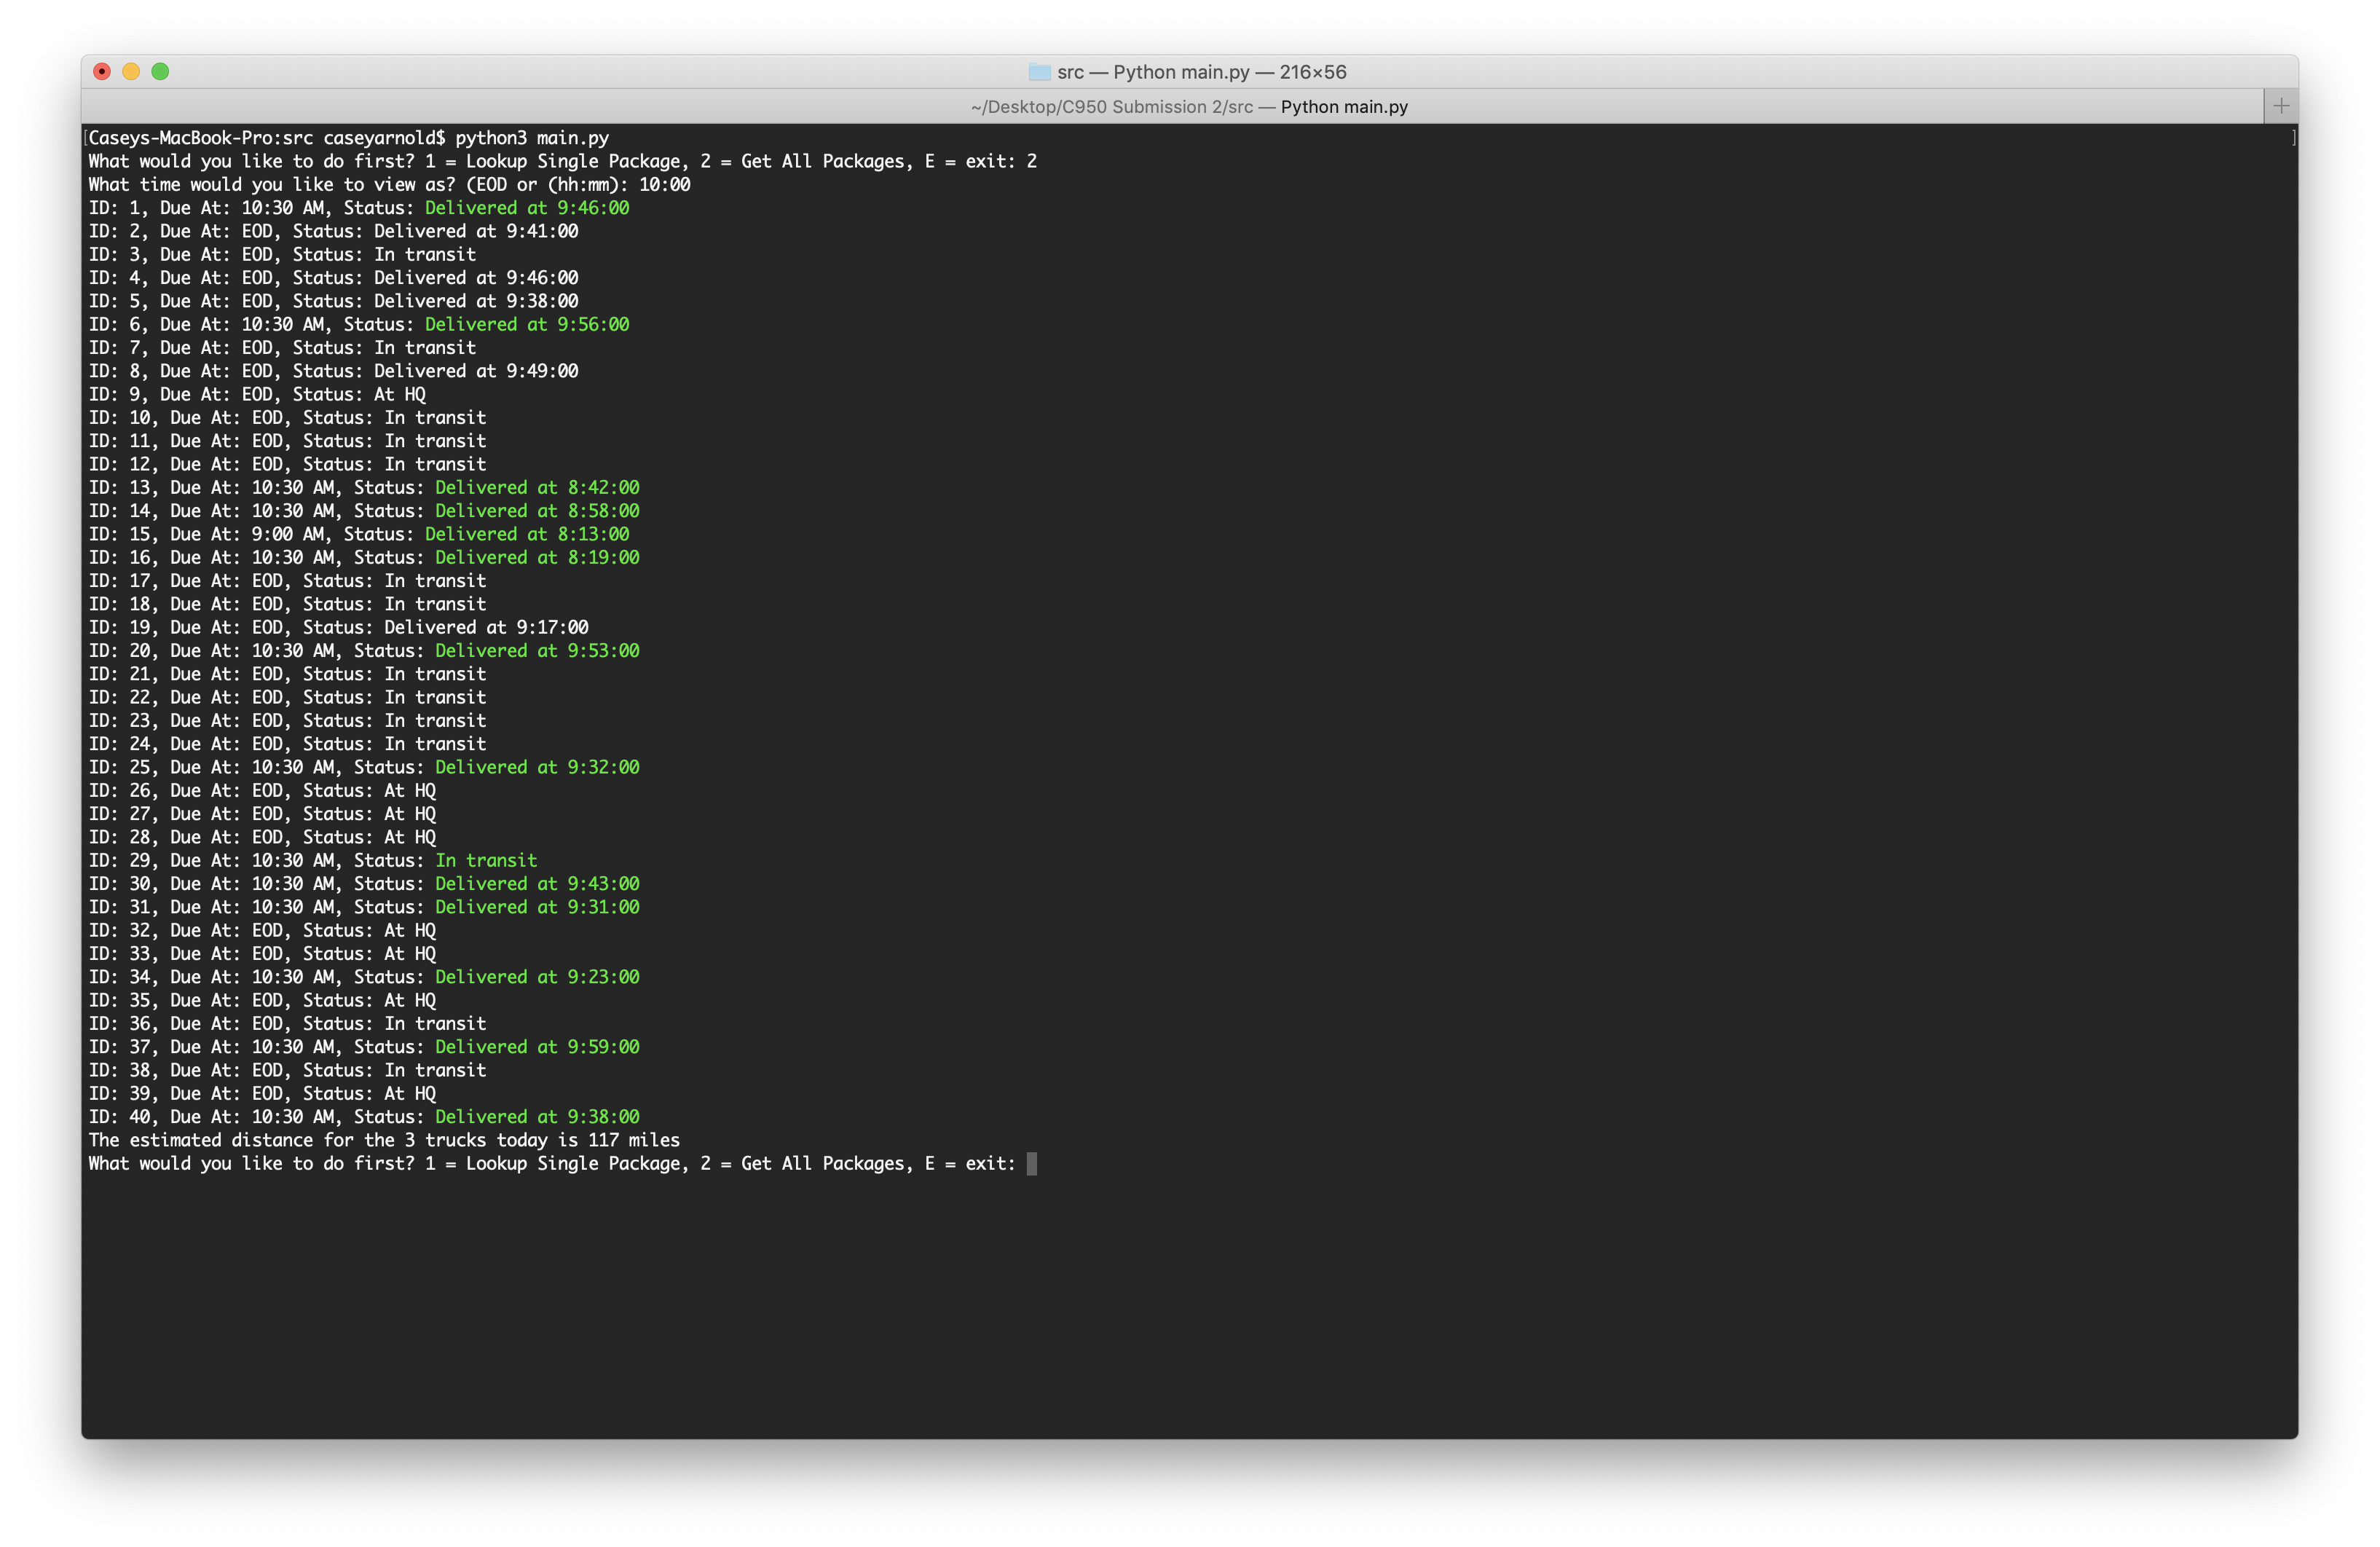 src — Python main.py — 216×56
~/Desktop/C950 Submission 2/src — Python main.py +
[Caseys-MacBook-Pro:src caseyarnold$ python3 main.py ]
What would you like to do first? 1 = Lookup Single Package, 2 = Get All Packages, E = exit: 2
What time would you like to view as? (EOD or (hh:mm): 10:00
ID: 1, Due At: 10:30 AM, Status: Delivered at 9:46:00
ID: 2, Due At: EOD, Status: Delivered at 9:41:00
ID: 3, Due At: EOD, Status: In transit
ID: 4, Due At: EOD, Status: Delivered at 9:46:00
ID: 5, Due At: EOD, Status: Delivered at 9:38:00
ID: 6, Due At: 10:30 AM, Status: Delivered at 9:56:00
ID: 7, Due At: EOD, Status: In transit
ID: 8, Due At: EOD, Status: Delivered at 9:49:00
ID: 9, Due At: EOD, Status: At HQ
ID: 10, Due At: EOD, Status: In transit
ID: 11, Due At: EOD, Status: In transit
ID: 12, Due At: EOD, Status: In transit
ID: 13, Due At: 10:30 AM, Status: Delivered at 8:42:00
ID: 14, Due At: 10:30 AM, Status: Delivered at 8:58:00
ID: 15, Due At: 9:00 AM, Status: Delivered at 8:13:00
ID: 16, Due At: 10:30 AM, Status: Delivered at 8:19:00
ID: 17, Due At: EOD, Status: In transit
ID: 18, Due At: EOD, Status: In transit
ID: 19, Due At: EOD, Status: Delivered at 9:17:00
ID: 20, Due At: 10:30 AM, Status: Delivered at 9:53:00
ID: 21, Due At: EOD, Status: In transit
ID: 22, Due At: EOD, Status: In transit
ID: 23, Due At: EOD, Status: In transit
ID: 24, Due At: EOD, Status: In transit
ID: 25, Due At: 10:30 AM, Status: Delivered at 9:32:00
ID: 26, Due At: EOD, Status: At HQ
ID: 27, Due At: EOD, Status: At HQ
ID: 28, Due At: EOD, Status: At HQ
ID: 29, Due At: 10:30 AM, Status: In transit
ID: 30, Due At: 10:30 AM, Status: Delivered at 9:43:00
ID: 31, Due At: 10:30 AM, Status: Delivered at 9:31:00
ID: 32, Due At: EOD, Status: At HQ
ID: 33, Due At: EOD, Status: At HQ
ID: 34, Due At: 10:30 AM, Status: Delivered at 9:23:00
ID: 35, Due At: EOD, Status: At HQ
ID: 36, Due At: EOD, Status: In transit
ID: 37, Due At: 10:30 AM, Status: Delivered at 9:59:00
ID: 38, Due At: EOD, Status: In transit
ID: 39, Due At: EOD, Status: At HQ
ID: 40, Due At: 10:30 AM, Status: Delivered at 9:38:00
The estimated distance for the 3 trucks today is 117 miles
What would you like to do first? 1 = Lookup Single Package, 2 = Get All Packages, E = exit: